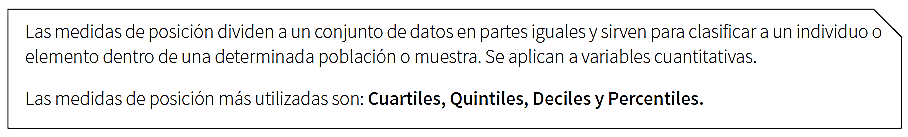 Las medidas de posición dividen a un conjunto de datos en partes iguales y sirven para clasificar a un individuo o
elemento dentro de una determinada población o muestra. Se aplican a variables cuantitativas.
Las medidas de posición más utilizadas son: Cuartiles, Quintiles, Deciles y Percentiles.